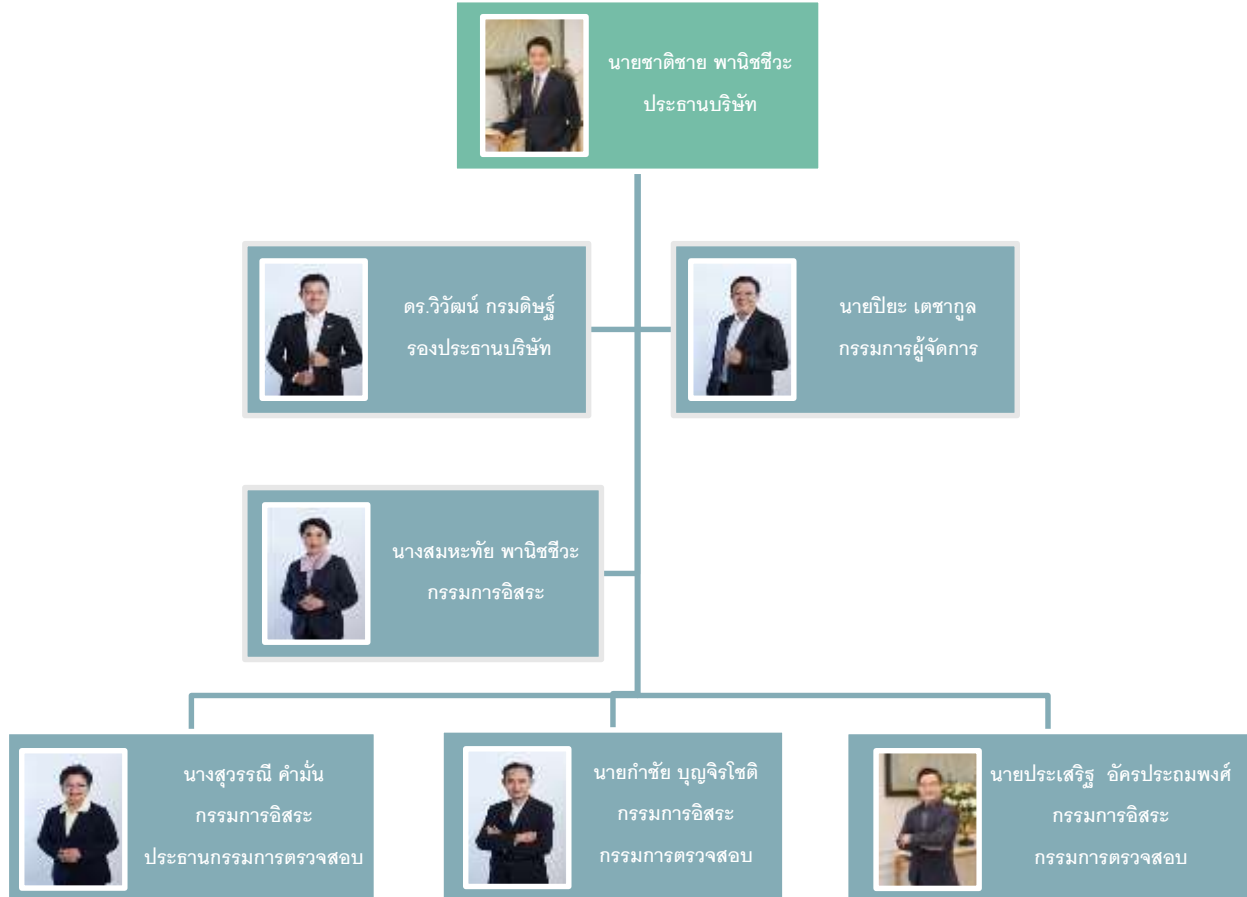 นายชาติชาย พานิชชีวะ
ประธานบริษัท
ดร.วิวัฒน์ กรมดิษฐ์
รองประธานบริษัท
นายปิยะ เตชากูล
กรรมการผู้จัดการ
นางสมหะทัย พานิชชีวะ
กรรมการอิสระ
นางสุวรรณี คำมั่น
กรรมการอิสระ
ประธานกรรมการตรวจสอบ
นายกำชัย บุญจิรโชติ
กรรมการอิสระ
กรรมการตรวจสอบ
นายประเสริฐ อัครประถมพงศ์
กรรมการอิสระ
กรรมการตรวจสอบ